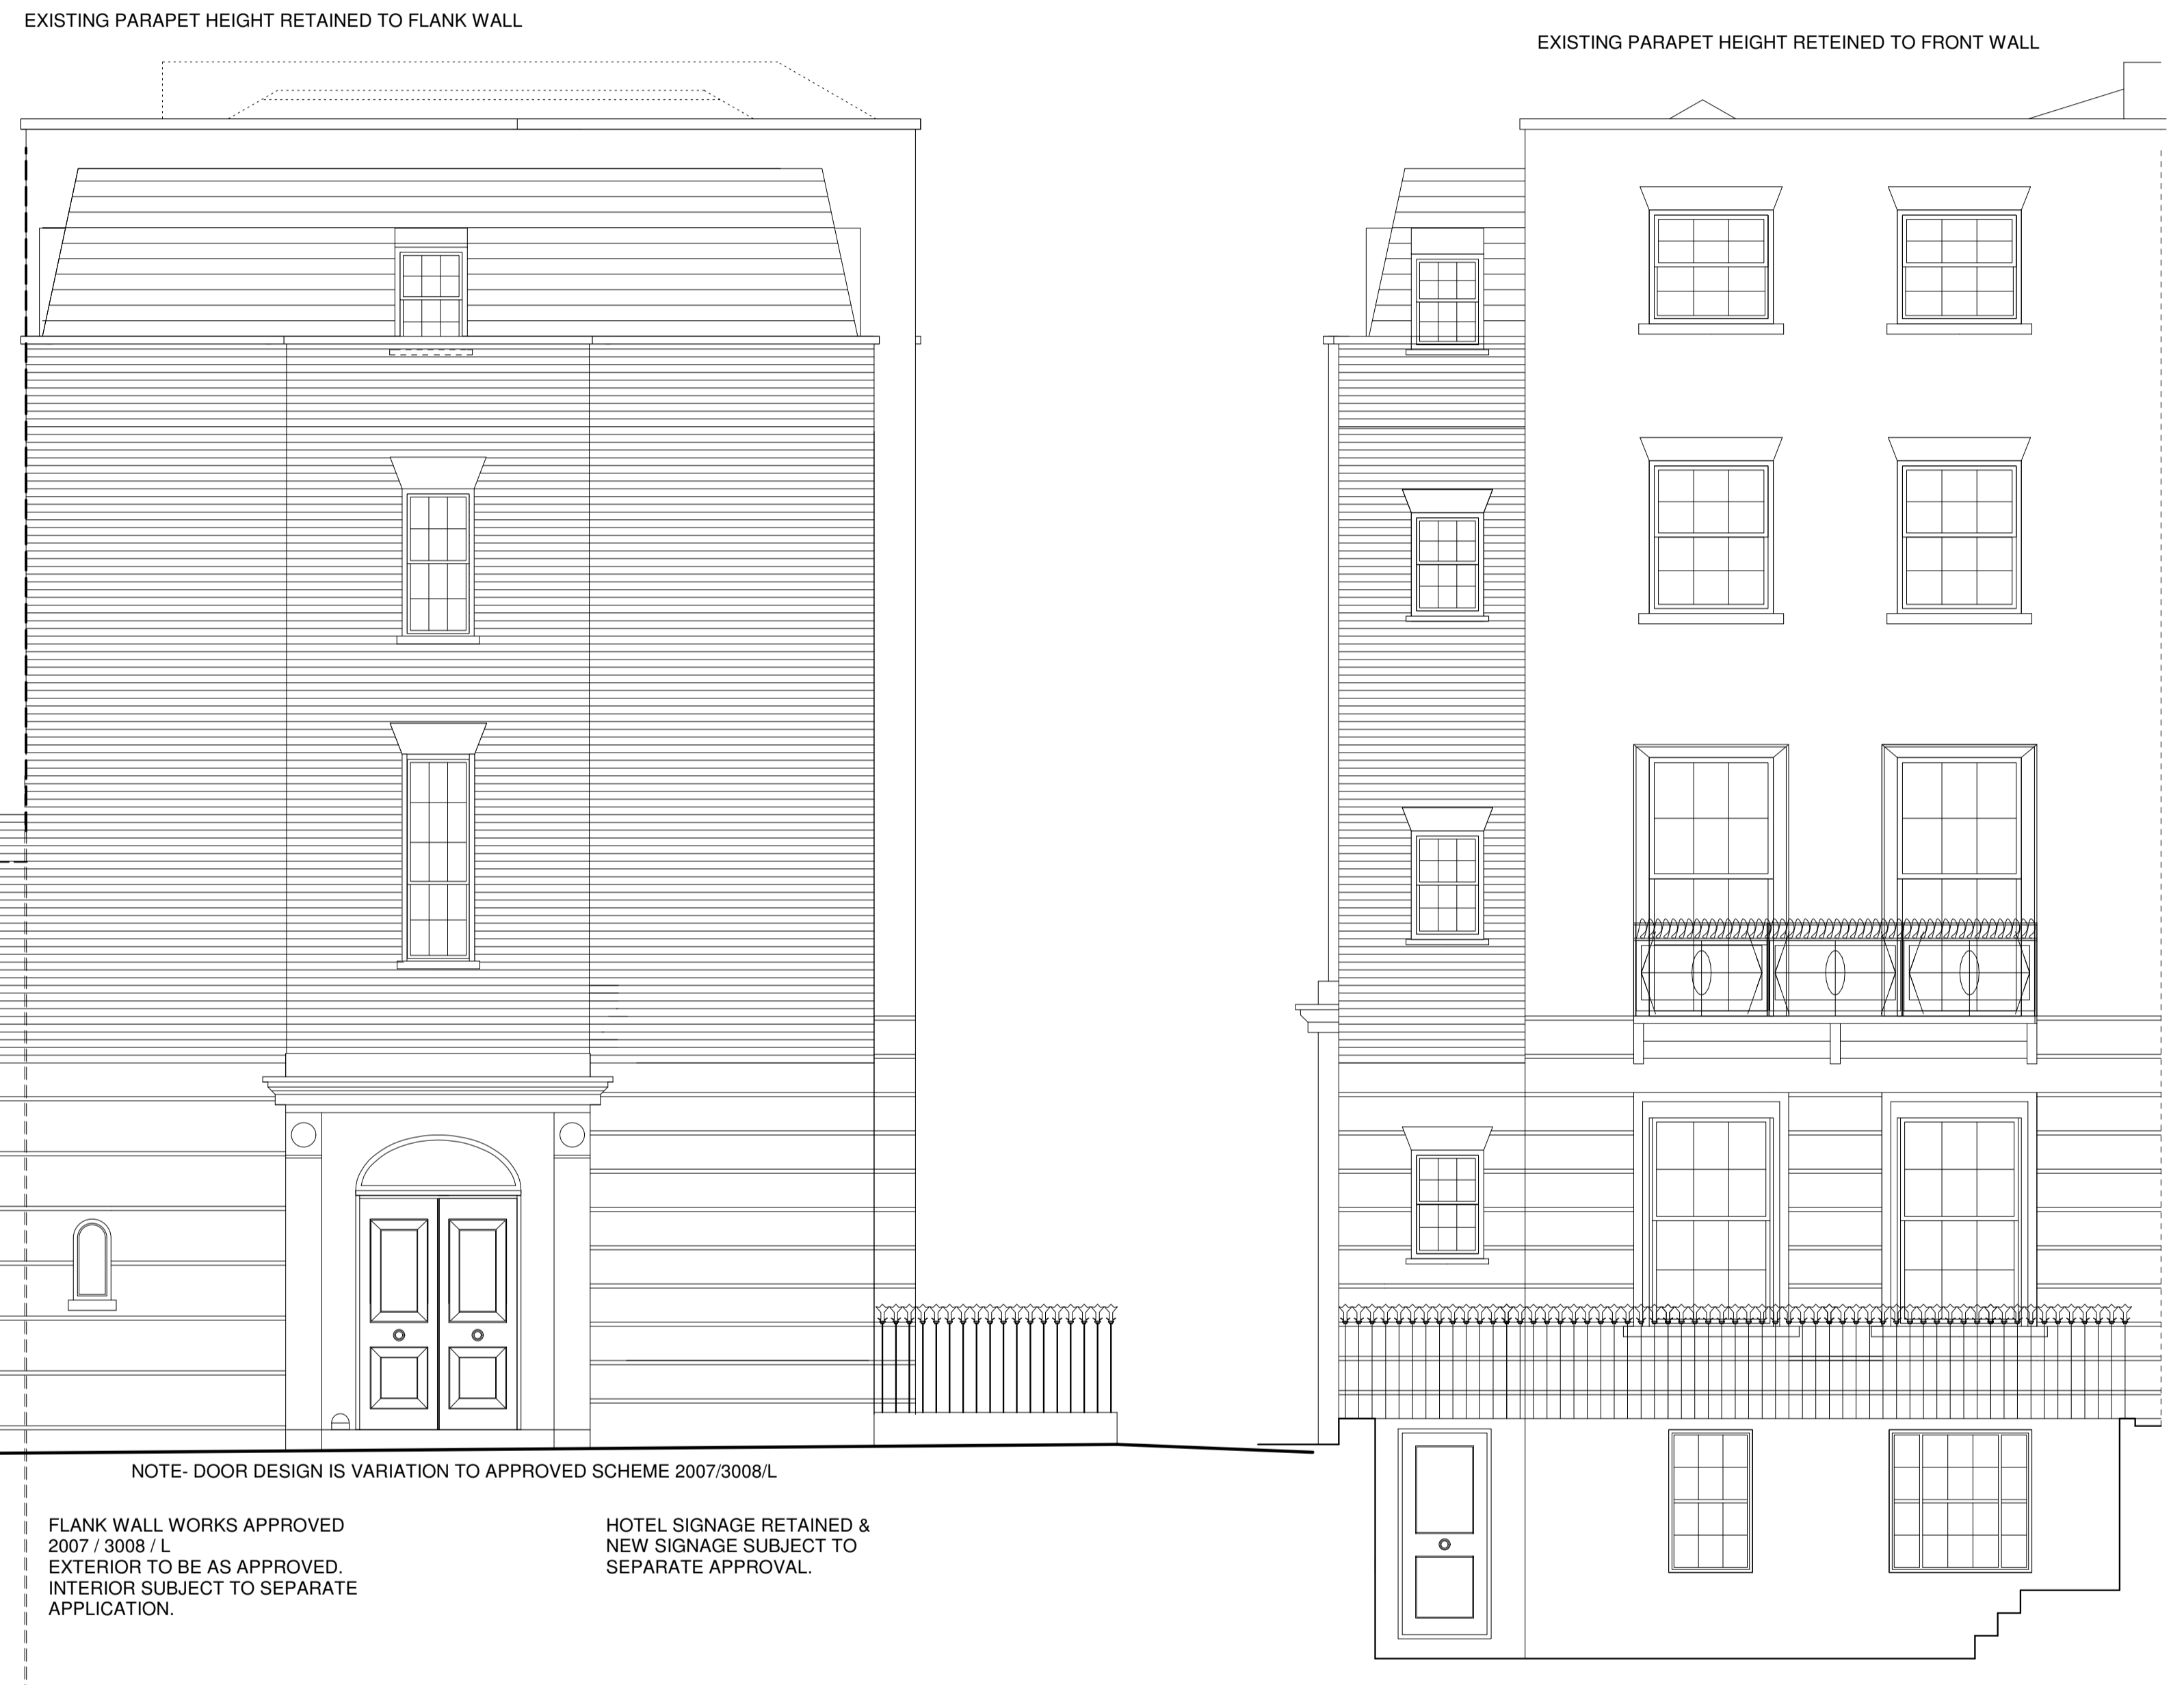 EXISTING PARAPET HEIGHT RETAINED TO FLANK WALL
EXISTING PARAPET HEIGHT RETEINED TO FRONT WALL
NOTE- DOOR DESIGN IS VARIATION TO APPROVED SCHEME 2007/3008/L
FLANK WALL WORKS APPROVED
2007 / 3008 / L
EXTERIOR TO BE AS APPROVED.
INTERIOR SUBJECT TO SEPARATE
APPLICATION.
HOTEL SIGNAGE RETAINED &
NEW SIGNAGE SUBJECT TO
SEPARATE APPROVAL.